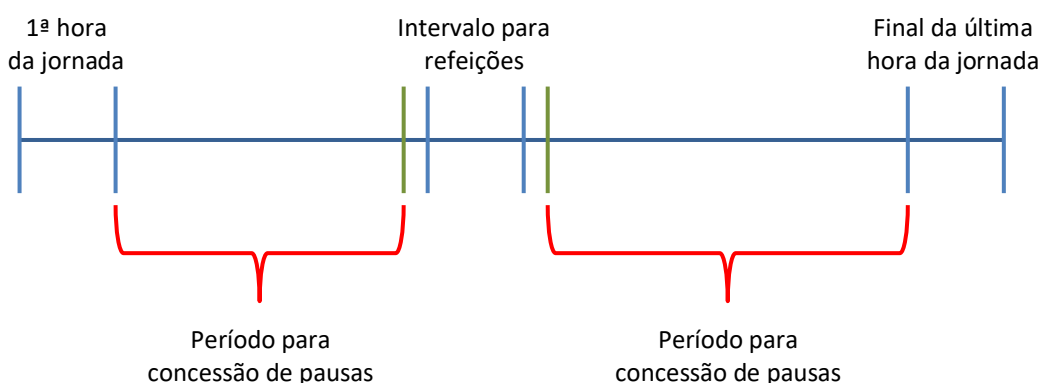 1ª hora
da jornada
Intervalo para
refeições
Final da última
hora da jornada
Período para
concessão de pausas
Período para
concessão de pausas